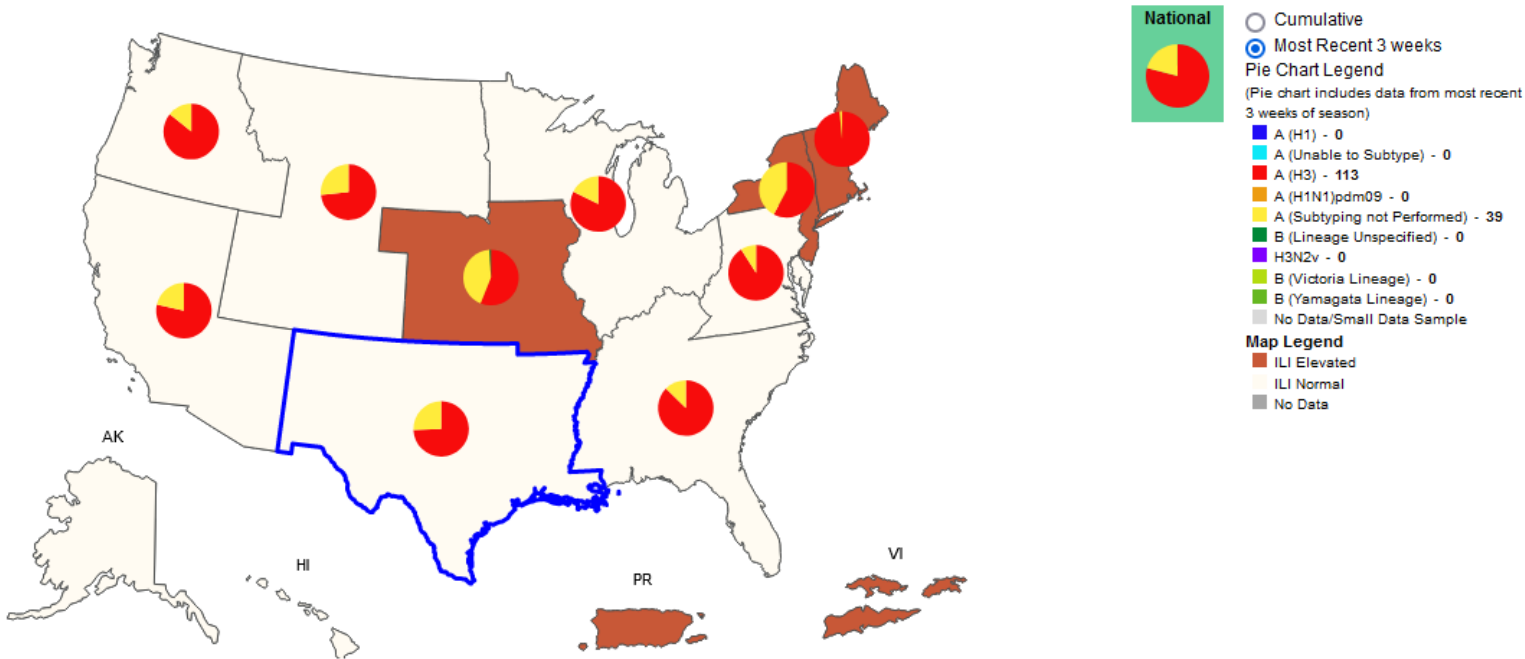 National
Cumulative
Most Recent 3 weeks
Pie Chart Legend
(Pie chart includes data from most recent
3 weeks of season)
A (H1) - 0
A (Unable to Subtype) - 0
A (H3) - 113
A (H1N1)pdm09 - 0
A (Subtyping not Performed) - 39
B (Lineage Unspecified) - 0
H3N2v - 0
B (Victoria Lineage) - 0
B (Yamagata Lineage) - 0
No Data/Small Data Sample
Map Legend
ILI Elevated
ILI Normal
No Data
AK
HI
PR
VI